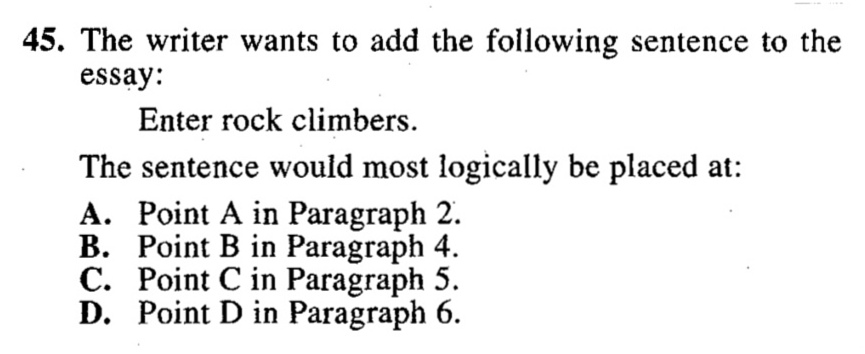 45. The writer wants to add the following sentence to the
essay:
Enter rock climbers.
The sentence would most logically be placed at:
A. Point A in Paragraph 2.
B. Point B in Paragraph 4.
C. Point C in Paragraph 5.
D. Point D in Paragraph 6.